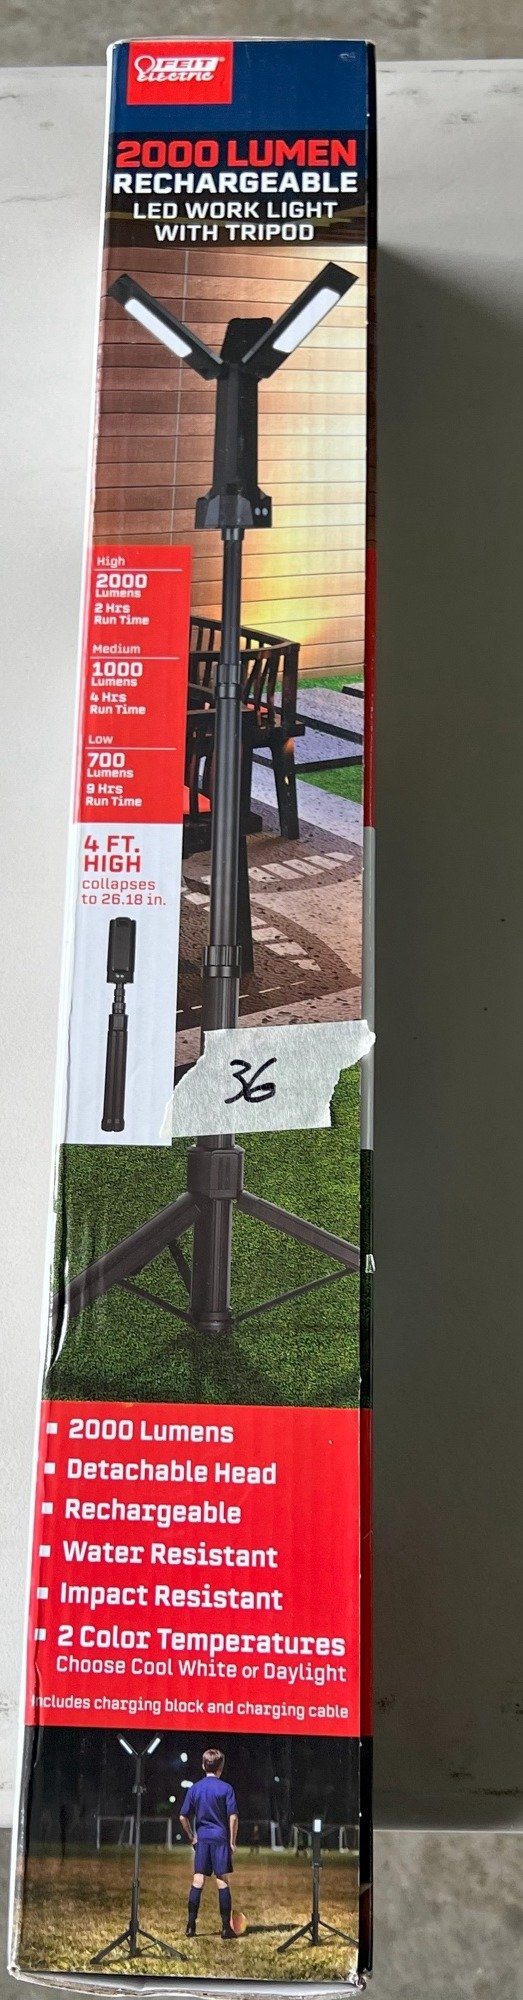 FEIT
electric
2000 LUMEN
RECHARGEABLE
LED WORK LIGHT
WITH TRIPOD
High
2000
Lumens
2 Hrs
Run Time
Medium
1000
Lumens
4 Hrs
Run Time
Low
700
Lumens
9 Hrs
Run Time
4 FT.
HIGH
collapses
to 26.18 in.
36
2000 Lumens
Detachable Head
Rechargeable
Water Resistant
Impact Resistant
2 Color Temperatures
Choose Cool White or Daylight
Includes charging block and charging cable